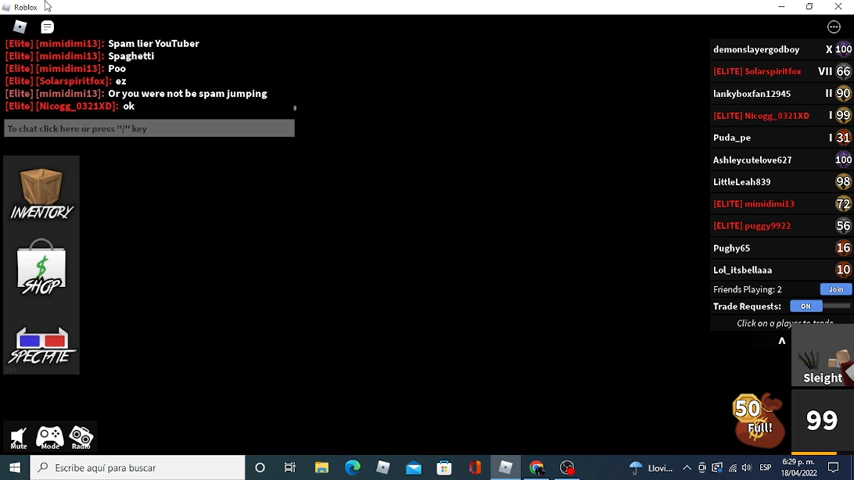 Roblox
[Elite] [mimidimi13]: Spam lier YouTuber
[Elite] [mimidimi13]: Spaghetti
[Elite] [mimidimi13]: Poo
[Elite] [Solarspiritfox]: ez
[Elite] [mimidimi13]: Or you were not be spam jumping
[Elite] [Nicogg_0321XD]: ok
To chat click here or press "/" key
INVENTORY
SHOP
SPECTATE
Mute Mode Radio
demonslayergodboy X 100
[ELITE] Solarspiritfox VII 66
lankyboxfan12945 II 90
[ELITE] Nicogg_0321XD I 99
Puda_pe I 31
Ashleycutelove627 100
LittleLeah839 98
[ELITE] mimidimi13 72
[ELITE] puggy9922 56
Pughy65 16
Lol_itsbellaaa 10
Friends Playing: 2 Join
Trade Requests: ON
Click on a player to trade
Sleight
50 Full!
99
Escribe aquí para buscar
Llovi...
ESP
6:29 p. m.
18/04/2022